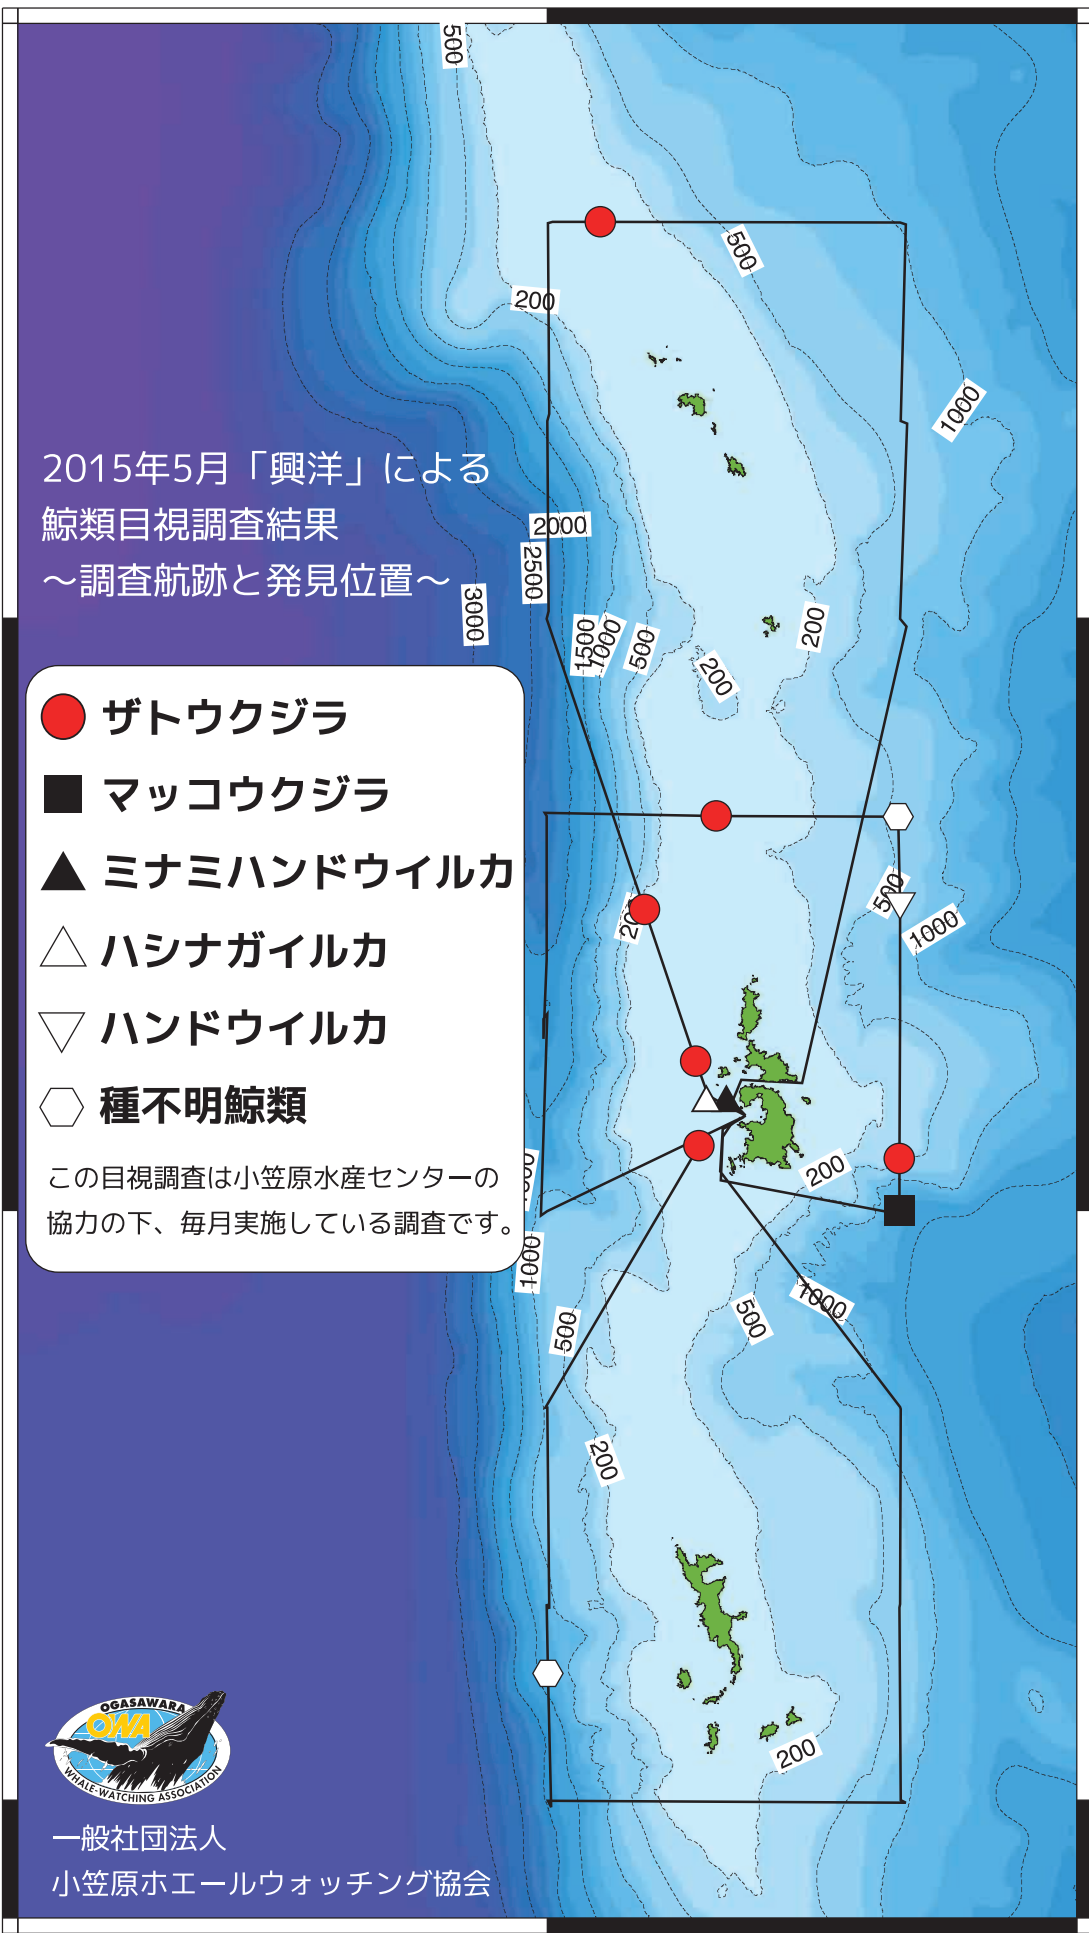 500
500
200
1000
2015年5月「興洋」による
鯨類目視調査結果
〜調査航跡と発見位置〜
2000
2500
3000
1500
1000
500
200
200
ザトウクジラ
マッコウクジラ
ミナミハンドウイルカ
ハシナガイルカ
ハンドウイルカ
種不明鯨類
この目視調査は小笠原水産センターの
協力の下、毎月実施している調査です。
500
1000
200
1000
500
500
1000
200
200
OGASAWARA
OWA
WHALE-WATCHING ASSOCIATION
一般社団法人
小笠原ホエールウォッチング協会